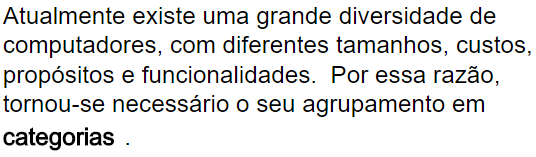 Atualmente existe uma grande diversidade de
computadores, com diferentes tamanhos, custos,
propósitos e funcionalidades.  Por essa razão,
tornou-se necessário o seu agrupamento em
categorias .